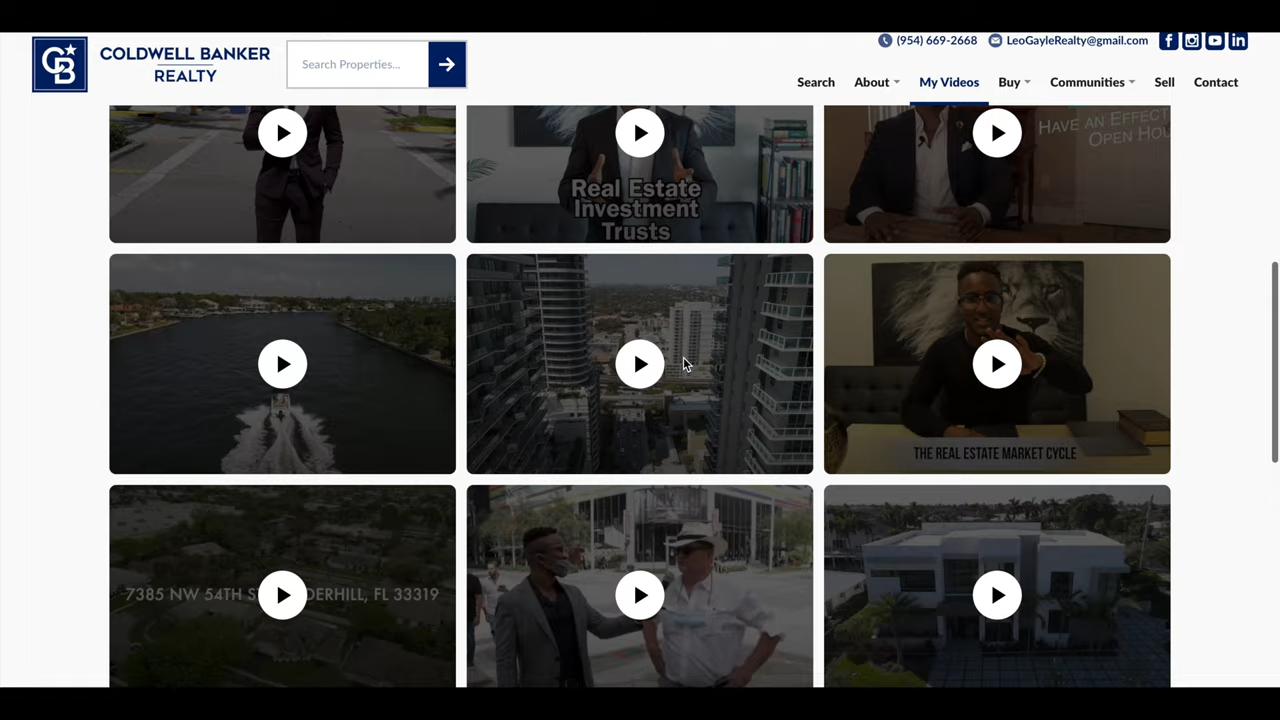 (954) 669-2668
LeoGayleRealty@gmail.com
COLDWELL BANKER
REALTY
CB
Search Properties...
Search
About
My Videos
Buy
Communities
Sell
Contact
HAVE AN EFFECT
OPEN HOU
Real Estate
Investment
Trusts
THE REAL ESTATE MARKET CYCLE
7385 NW 54TH S DERHILL, FL 33319